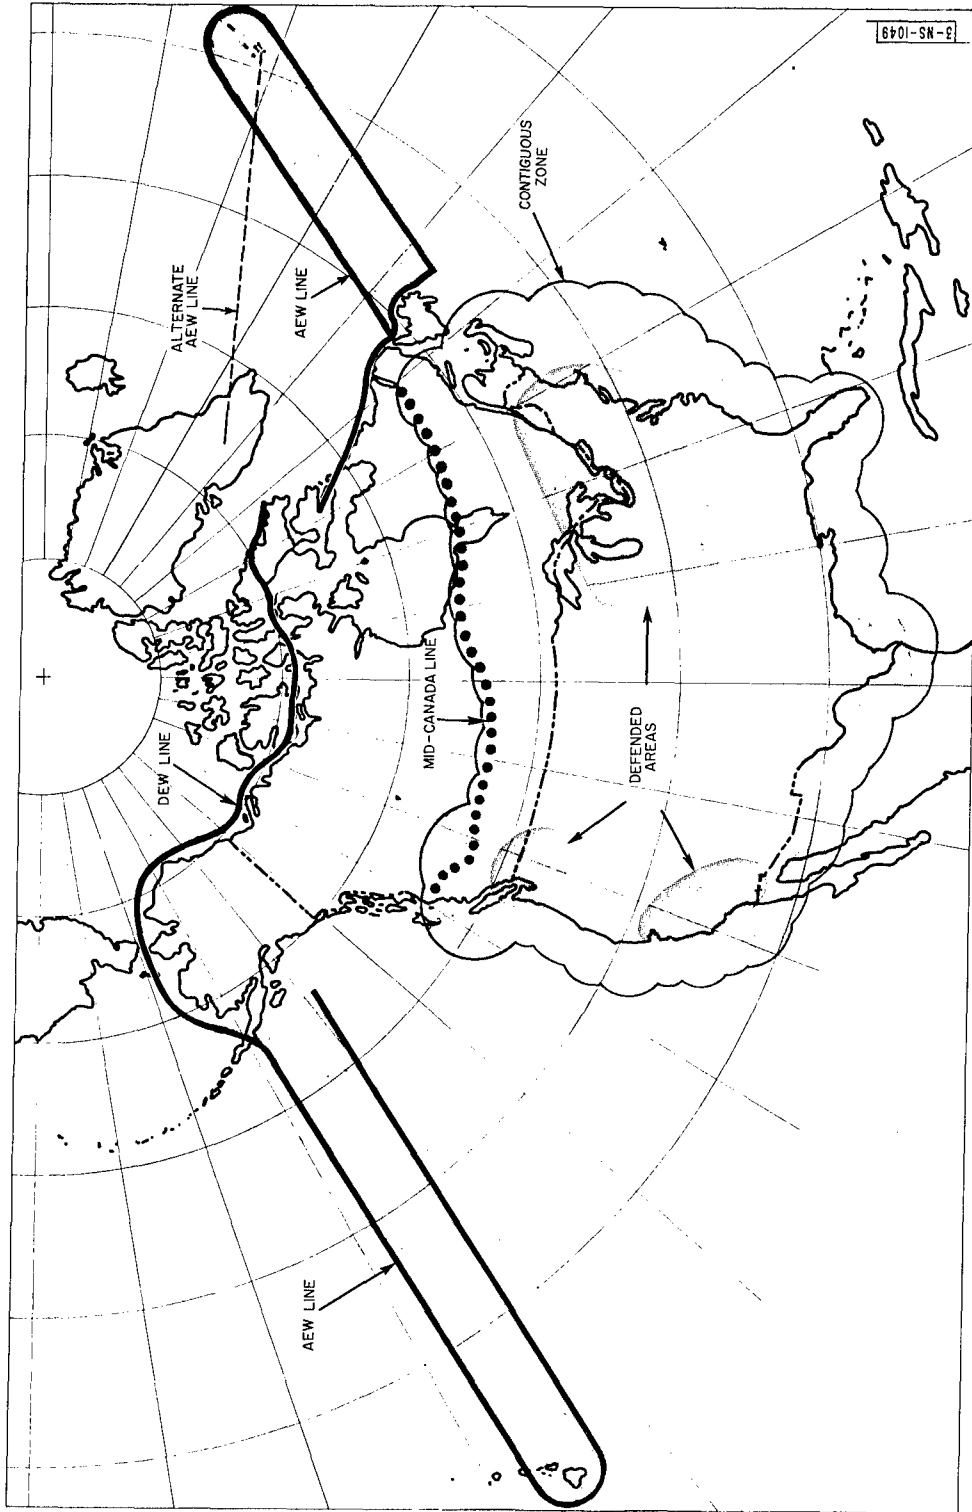 3-NS-1049
ALTERNATE
AEW LINE
AEW LINE
CONTIGUOUS
ZONE
DEW LINE
MID-CANADA LINE
DEFENDED
AREAS
AEW LINE